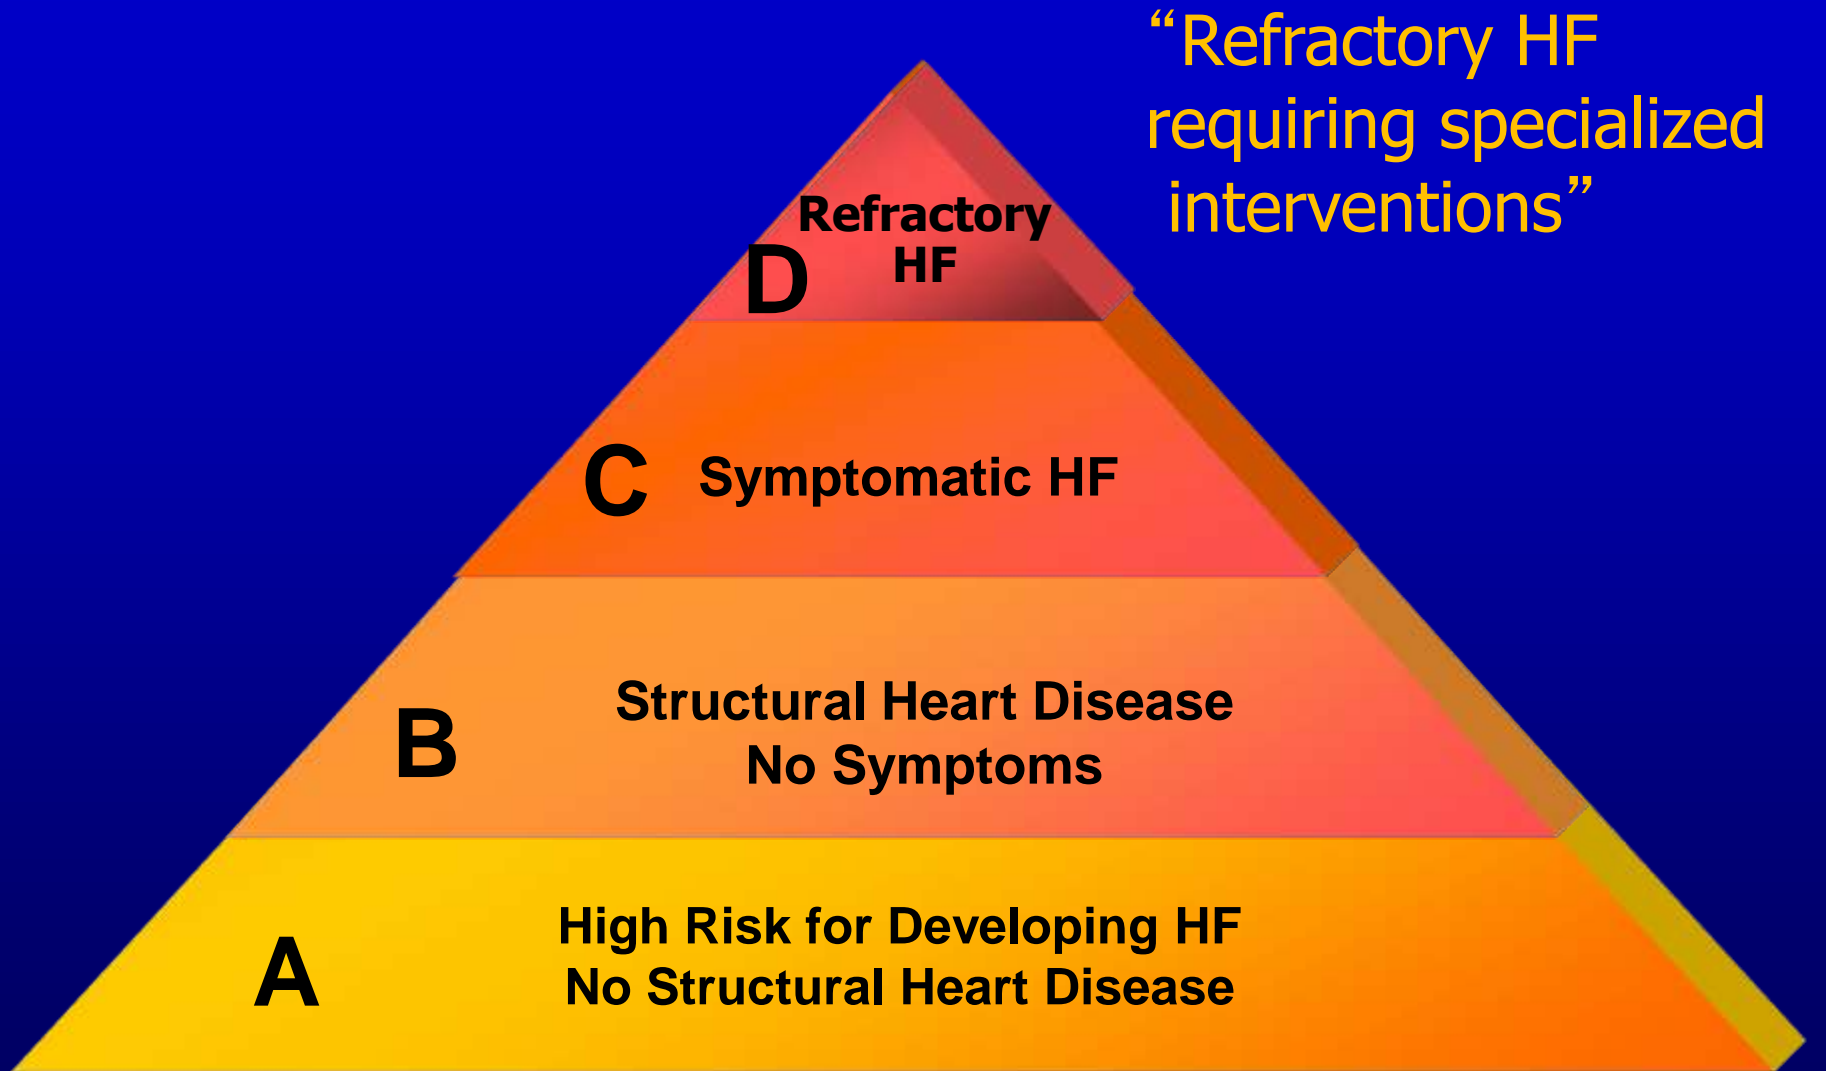 “Refractory HF
requiring specialized
interventions”
Refractory
HF
D
C Symptomatic HF
Structural Heart Disease
B
No Symptoms
High Risk for Developing HF
A
No Structural Heart Disease